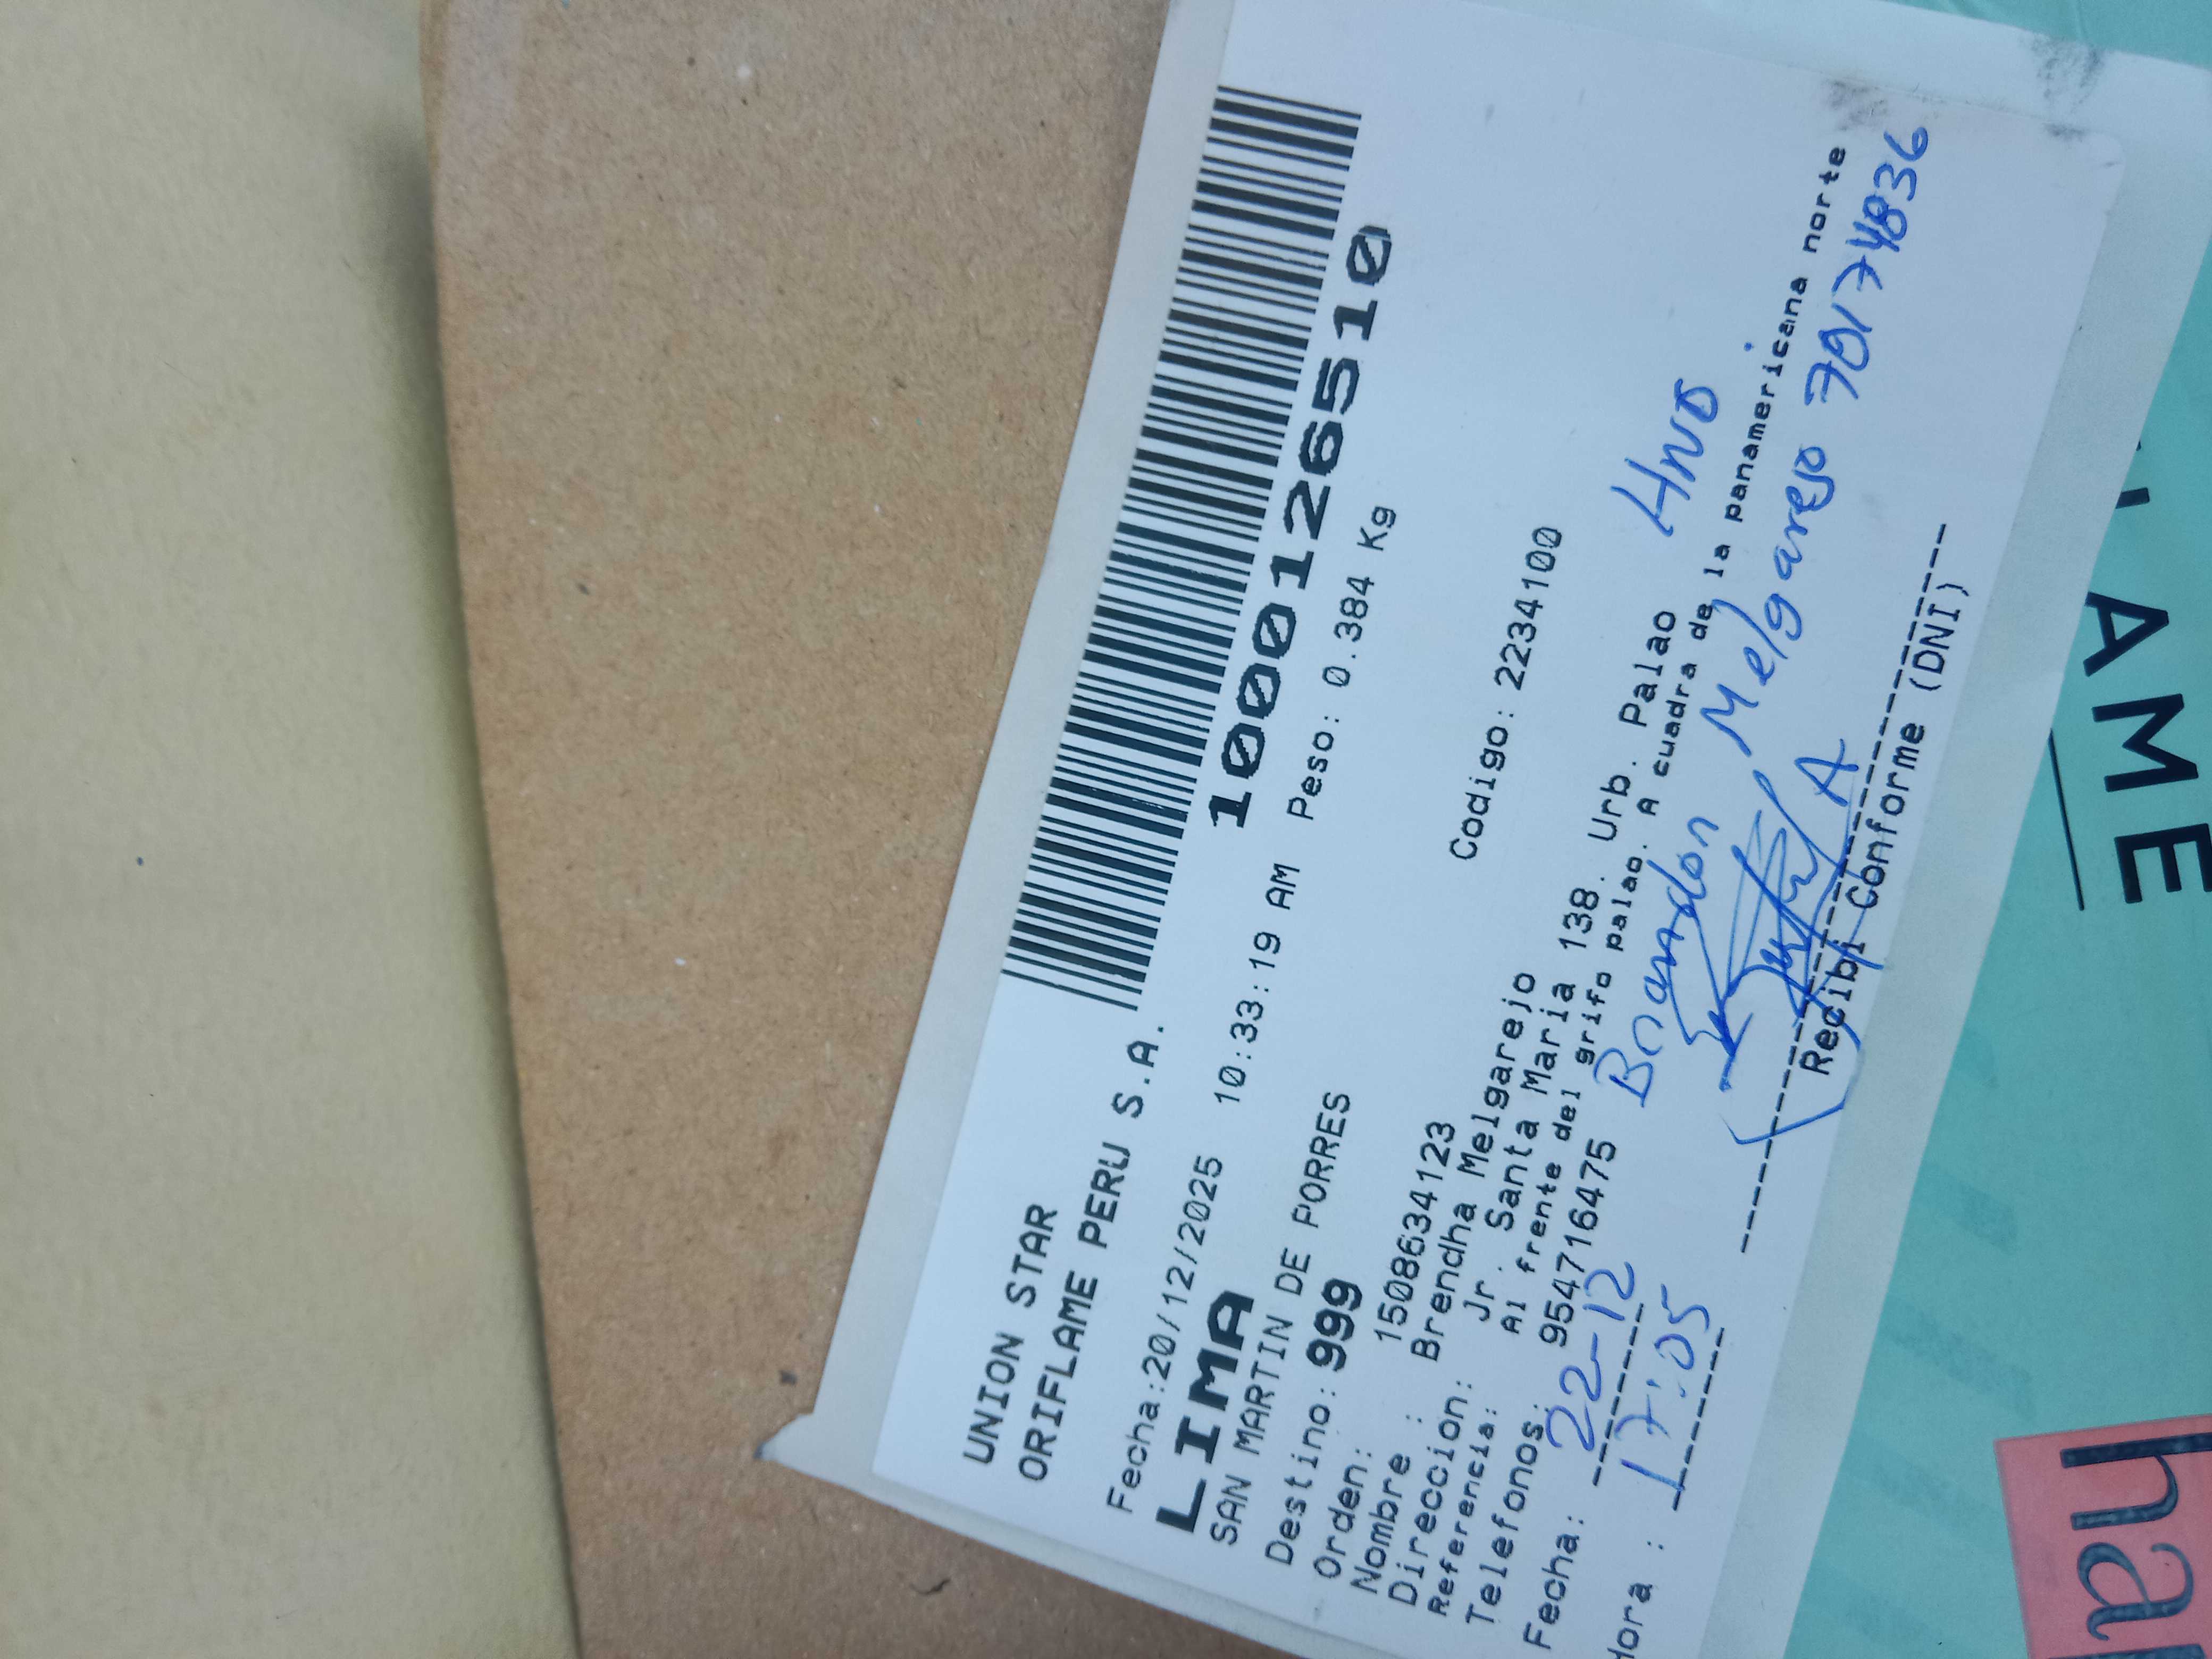 UNION STAR
ORIFLAME PERU S.A.
1000126510
Fecha:20/12/2025 10:33:19 AM Peso: 0.384 Kg
LIMA
SAN MARTIN DE PORRES
Destino: 999
Codigo: 2234100
Orden: 1508634123
Nombre : Brendha Melgarejo
Direccion: Jr. Santa Maria 138. Urb. Palao
Referencia: Al frente del grifo palao. A cuadra de la panamericana norte
Telefonos: 954716475
HNO
Fecha: 22-12
Brandon Melgarejo 70174836
Hora : 17:05
A
Recibi Conforme (DNI)
AME
ha